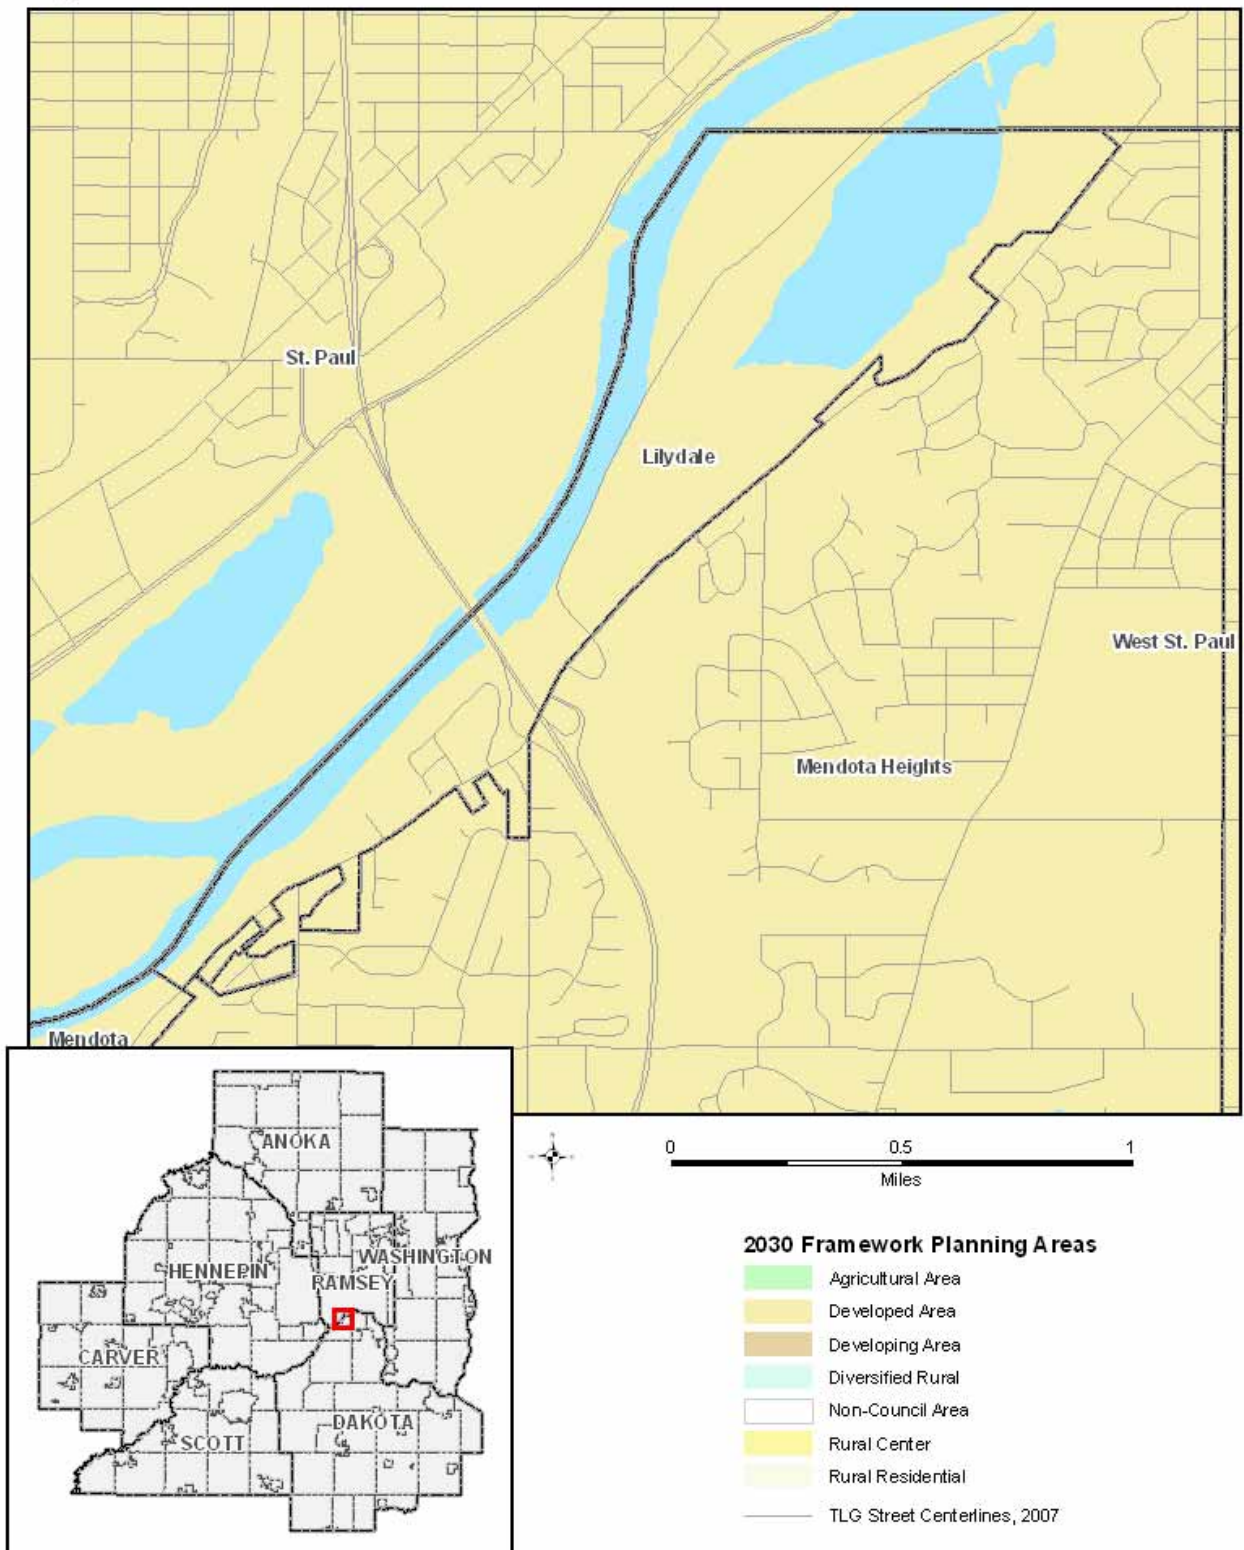 St. Paul
Lilydale
West St. Paul
Mendota Heights
Mendota
ANOKA
WASHINGTON
HENNEPIN
RAMSEY
CARVER
DAKOTA
SCOTT
0 0.5 1
Miles
2030 Framework Planning Areas
Agricultural Area
Developed Area
Developing Area
Diversified Rural
Non-Council Area
Rural Center
Rural Residential
TLG Street Centerlines, 2007